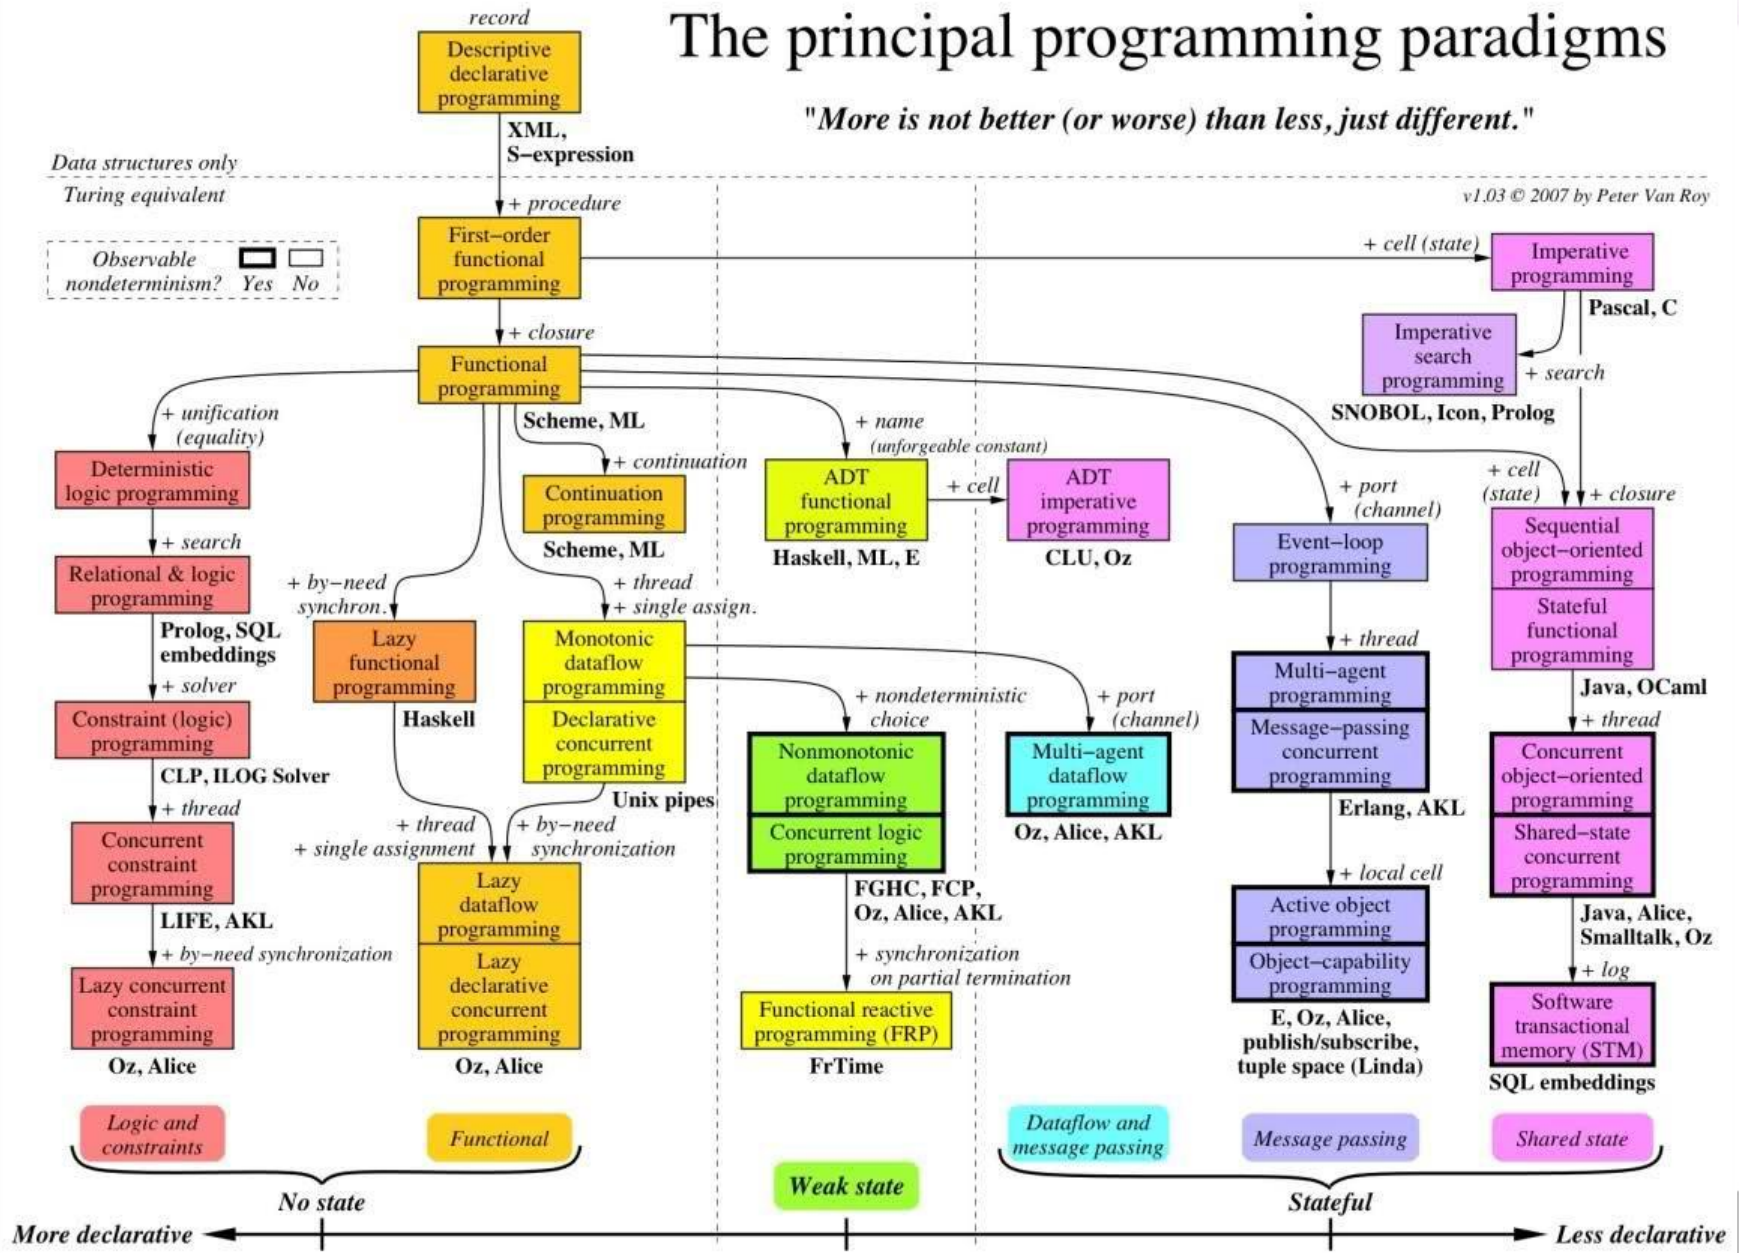 The principal programming paradigms
"More is not better (or worse) than less, just different."
v1.03 © 2007 by Peter Van Roy
record
Descriptive
declarative
programming
XML,
S−expression
Data structures only
Turing equivalent
Observable
nondeterminism?
Yes
No
+ procedure
First−order
functional
programming
+ cell (state)
Imperative
programming
Pascal, C
Imperative
search
programming
+ search
SNOBOL, Icon, Prolog
+ closure
Functional
programming
Scheme, ML
+ unification
(equality)
Deterministic
logic programming
+ search
Relational & logic
programming
Prolog, SQL
embeddings
+ solver
Constraint (logic)
programming
CLP, ILOG Solver
+ thread
Concurrent
constraint
programming
LIFE, AKL
+ by−need synchronization
Lazy concurrent
constraint
programming
Oz, Alice
+ continuation
Continuation
programming
Scheme, ML
+ by−need
synchron.
Lazy
functional
programming
Haskell
+ thread
+ single assign.
Monotonic
dataflow
programming
Declarative
concurrent
programming
Unix pipes
+ thread
+ single assignment
+ by−need
synchronization
Lazy
dataflow
programming
Lazy
declarative
concurrent
programming
Oz, Alice
+ name
(unforgeable constant)
ADT
functional
programming
Haskell, ML, E
+ cell
ADT
imperative
programming
CLU, Oz
+ nondeterministic
choice
Nonmonotonic
dataflow
programming
Concurrent logic
programming
FGHC, FCP,
Oz, Alice, AKL
+ synchronization
on partial termination
Functional reactive
programming (FRP)
FrTime
+ port
(channel)
Multi−agent
dataflow
programming
Oz, Alice, AKL
+ port
(channel)
Event−loop
programming
+ thread
Multi−agent
programming
Message−passing
concurrent
programming
Erlang, AKL
+ local cell
Active object
programming
Object−capability
programming
E, Oz, Alice,
publish/subscribe,
tuple space (Linda)
+ cell
(state)
+ closure
Sequential
object−oriented
programming
Stateful
functional
programming
Java, OCaml
+ thread
Concurrent
object−oriented
programming
Shared−state
concurrent
programming
Java, Alice,
Smalltalk, Oz
+ log
Software
transactional
memory (STM)
SQL embeddings
Logic and
constraints
Functional
Dataflow and
message passing
Message passing
Shared state
No state
Weak state
Stateful
More declarative
Less declarative